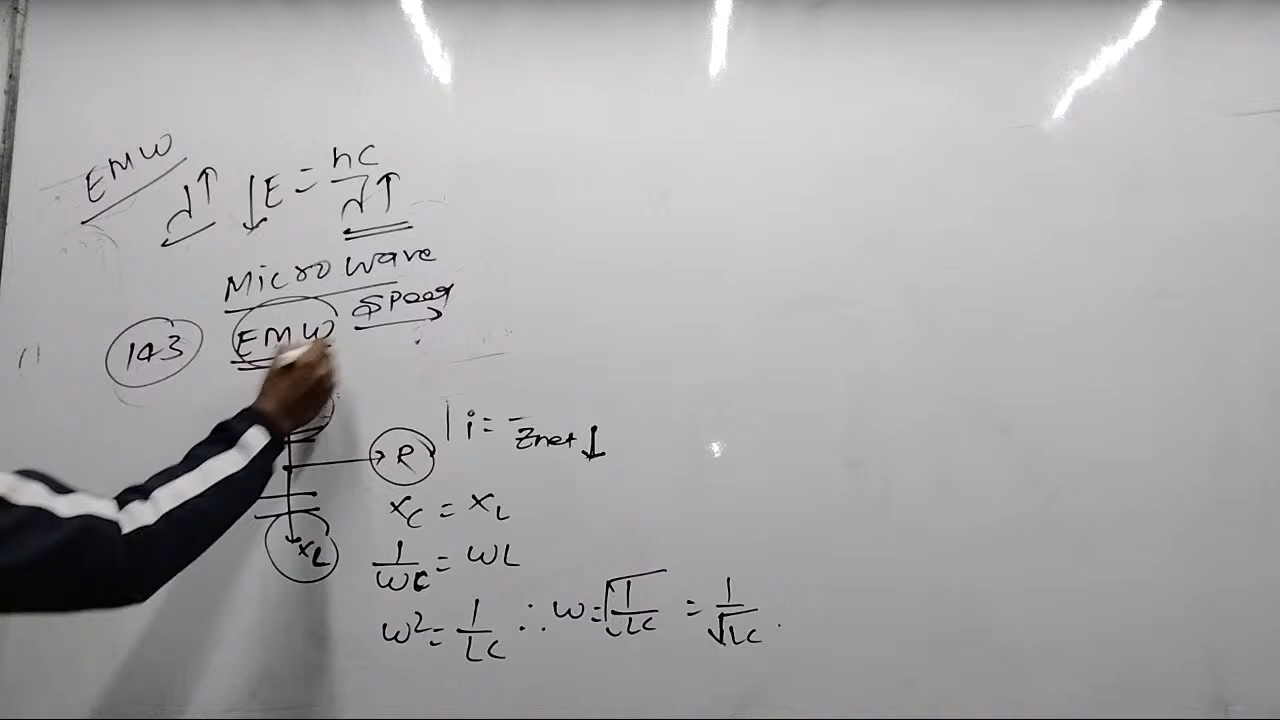 EMW
λ↑ ↓E = hc/λ↑
Microwave
143 EMW speed
i = — Znet ↓
R
XC = XL
XL
1/ωC = ωL
ω² = 1/LC ∴ ω = √1/LC = 1/√LC